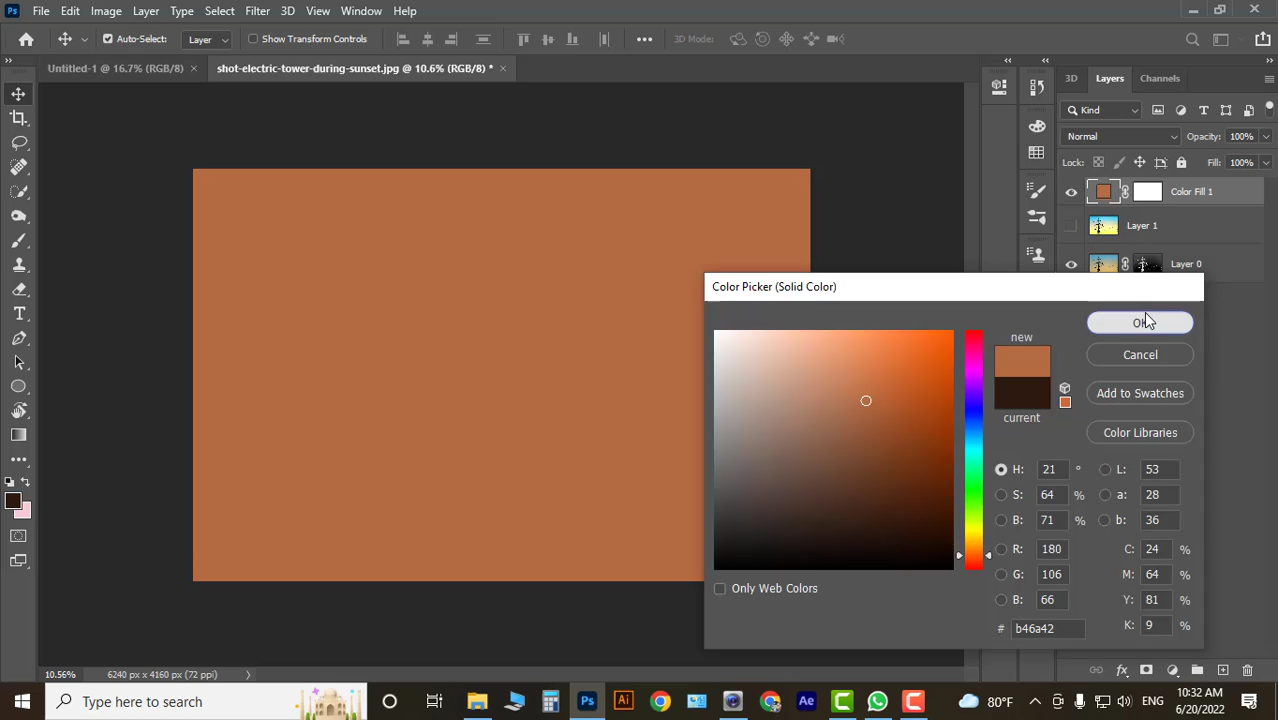 Ps File Edit Image Layer Type Select Filter 3D View Window Help
Auto-Select: Layer Show Transform Controls 3D Mode:
Untitled-1 @ 16.7% (RGB/8) × shot-electric-tower-during-sunset.jpg @ 10.6% (RGB/8) * ×
3D Layers Channels
Kind
Normal Opacity: 100%
Lock: Fill: 100%
Color Fill 1
Layer 1
Layer 0
Color Picker (Solid Color)
new
OK
Cancel
Add to Swatches
current
Color Libraries
H: 21 ° L: 53
S: 64 % a: 28
B: 71 % b: 36
R: 180 C: 24 %
G: 106 M: 64 %
B: 66 Y: 81 %
# b46a42 K: 9 %
Only Web Colors
10.56% 6240 px x 4160 px (72 ppi)
Type here to search
Ps Ai Ae
80°F ENG
10:32 AM
6/20/2022